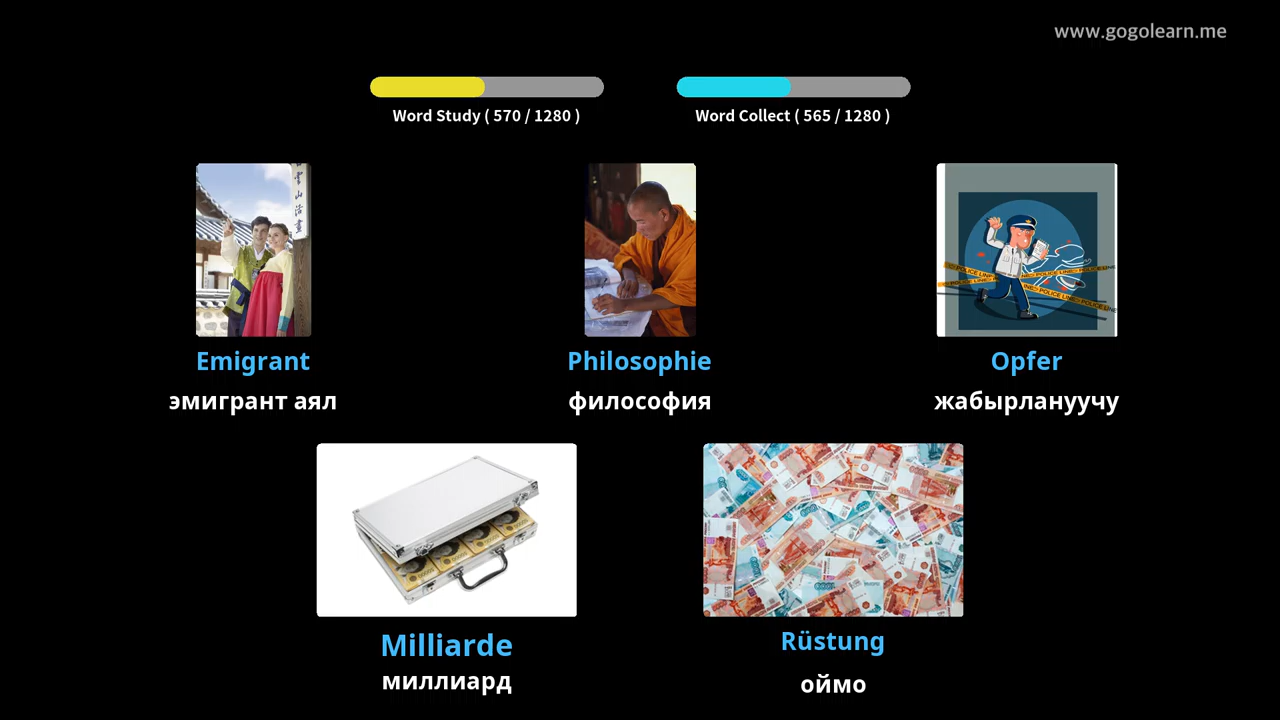 www.gogolearn.me
Word Study ( 570 / 1280 )
Word Collect ( 565 / 1280 )
Emigrant
эмигрант аял
Philosophie
философия
Opfer
жабырлануучу
Milliarde
миллиард
Rüstung
оймо